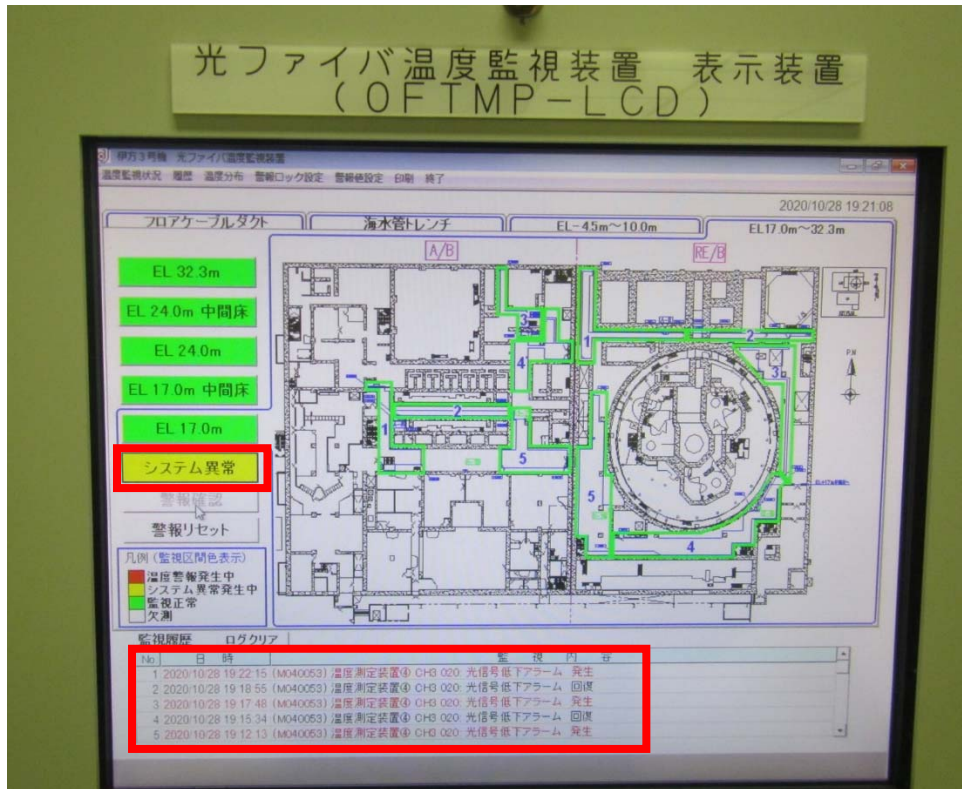 光ファイバ温度監視装置 表示装置
(OFTMP-LCD)
伊方3号機 光ファイバ温度監視装置
温度監視状況 履歴 温度分布 警報ロック設定 警報色設定 印刷 終了
2020/10/28 19:21:08
フロアケーブルダクト 海水管トレンチ EL-4.5m～10.0m EL17.0m～32.3m
A/B RE/B
EL 32.3m
EL 24.0m 中間床
EL 24.0m
EL 17.0m 中間床
EL 17.0m
システム異常
警報確認
警報リセット
凡例(監視区間色表示)
温度警報発生中
システム異常発生中
監視正常
欠測
3
4
1
2
5
1
2
3
5
4
P.N
監視履歴 ログクリア
No 日 時 監 視 内 容
1 2020/10/28 19:22:15 (M040053) 温度測定装置④ CH3 020: 光信号低下アラーム 発生
2 2020/10/28 19:18:55 (M040053) 温度測定装置④ CH3 020: 光信号低下アラーム 回復
3 2020/10/28 19:17:48 (M040053) 温度測定装置④ CH3 020: 光信号低下アラーム 発生
4 2020/10/28 19:15:34 (M040053) 温度測定装置④ CH3 020: 光信号低下アラーム 回復
5 2020/10/28 19:12:13 (M040053) 温度測定装置④ CH3 020: 光信号低下アラーム 発生